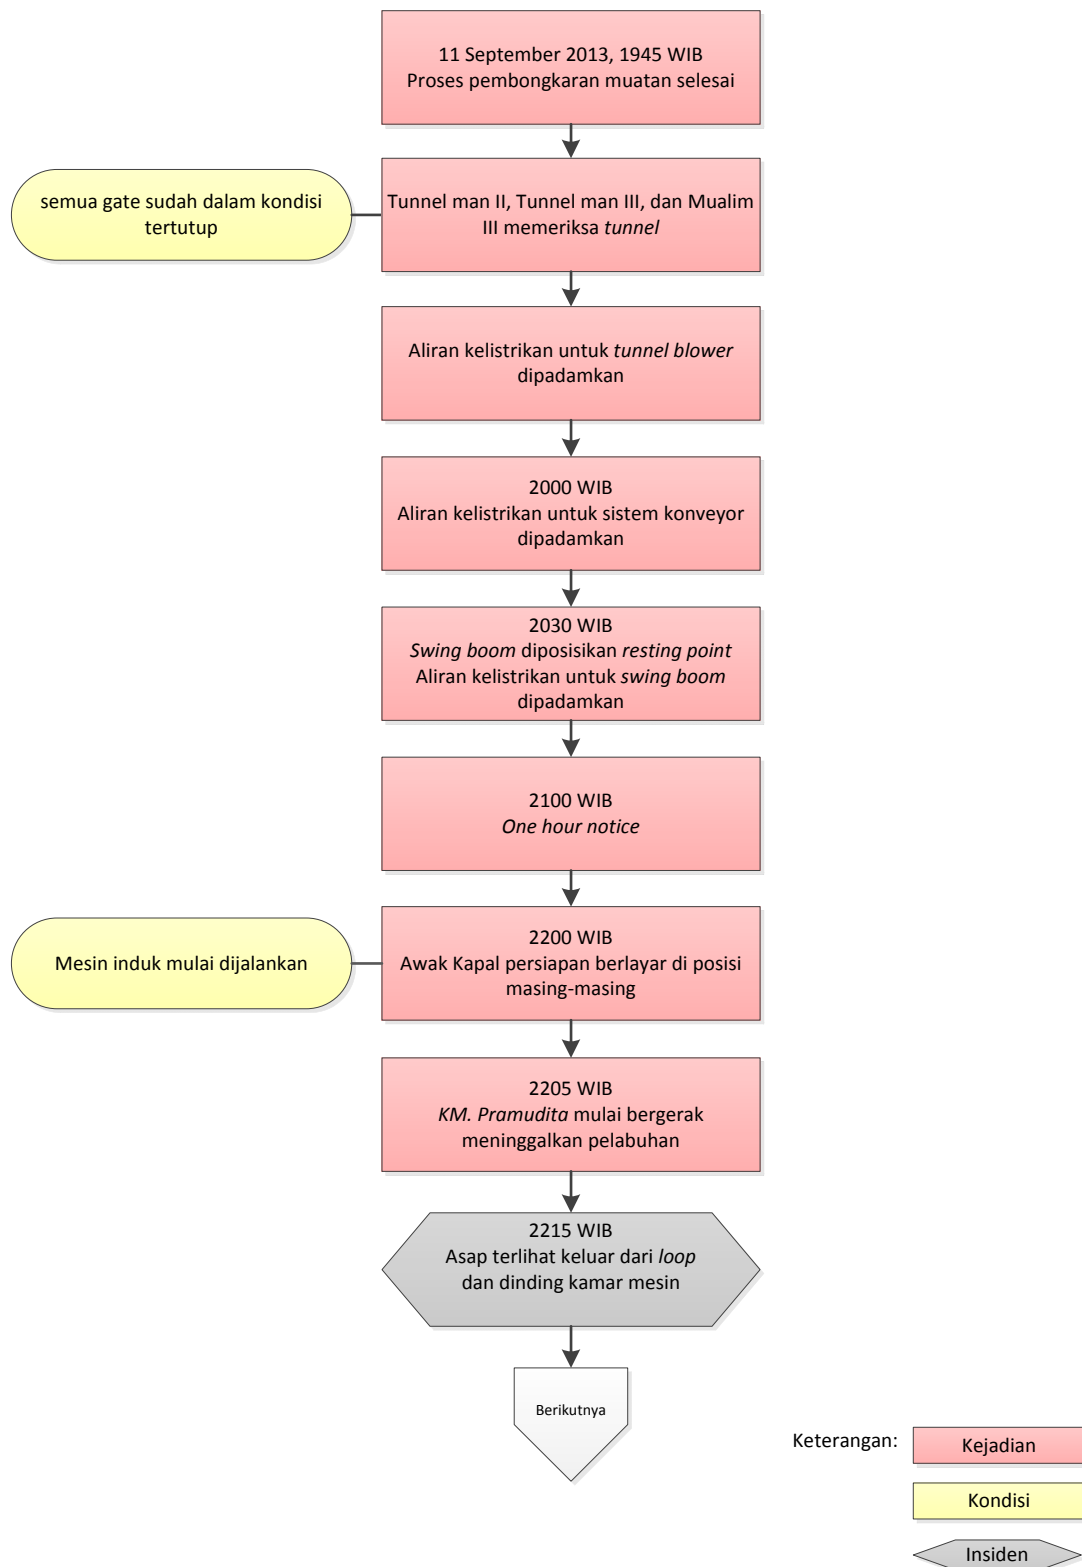 11 September 2013, 1945 WIB
Proses pembongkaran muatan selesai
semua gate sudah dalam kondisi
tertutup
Tunnel man II, Tunnel man III, dan Mualim
III memeriksa tunnel
Aliran kelistrikan untuk tunnel blower
dipadamkan
2000 WIB
Aliran kelistrikan untuk sistem konveyor
dipadamkan
2030 WIB
Swing boom diposisikan resting point
Aliran kelistrikan untuk swing boom
dipadamkan
2100 WIB
One hour notice
Mesin induk mulai dijalankan
2200 WIB
Awak Kapal persiapan berlayar di posisi
masing-masing
2205 WIB
KM. Pramudita mulai bergerak
meninggalkan pelabuhan
2215 WIB
Asap terlihat keluar dari loop
dan dinding kamar mesin
Berikutnya
Keterangan:
Kejadian
Kondisi
Insiden